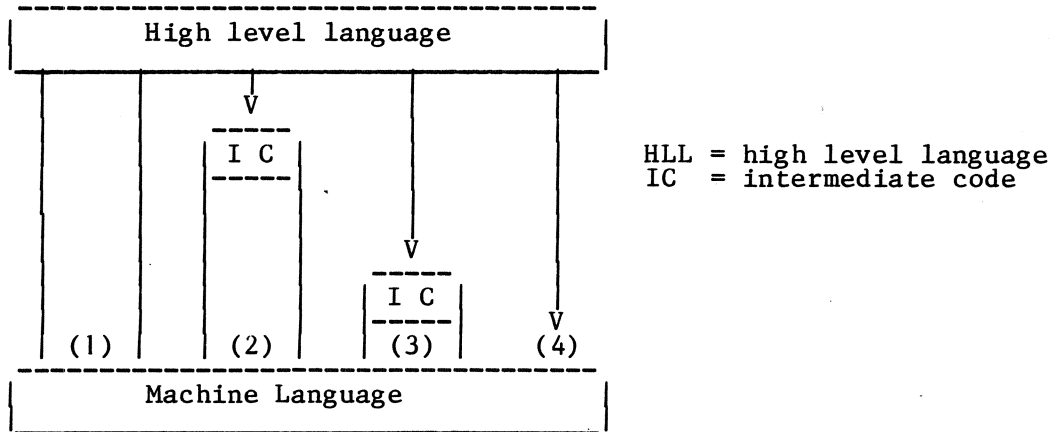 High level language
V
I C
HLL = high level language
IC = intermediate code
V
I C
V
(1) (2) (3) (4)
Machine Language